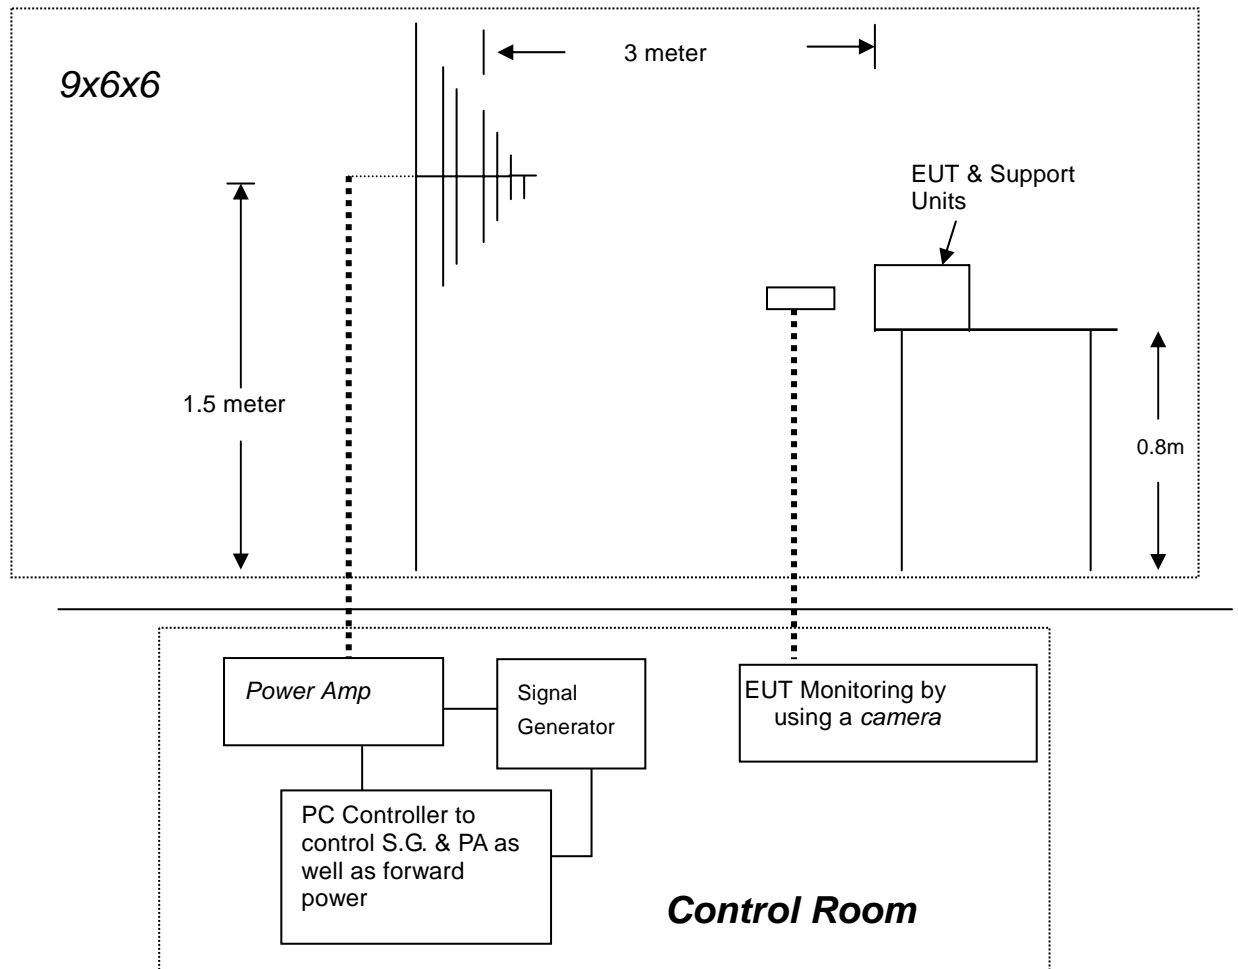 3 meter
9x6x6
EUT & Support
Units
1.5 meter
0.8m
Power Amp
Signal
Generator
EUT Monitoring by
using a camera
PC Controller to
control S.G. & PA as
well as forward
power
Control Room